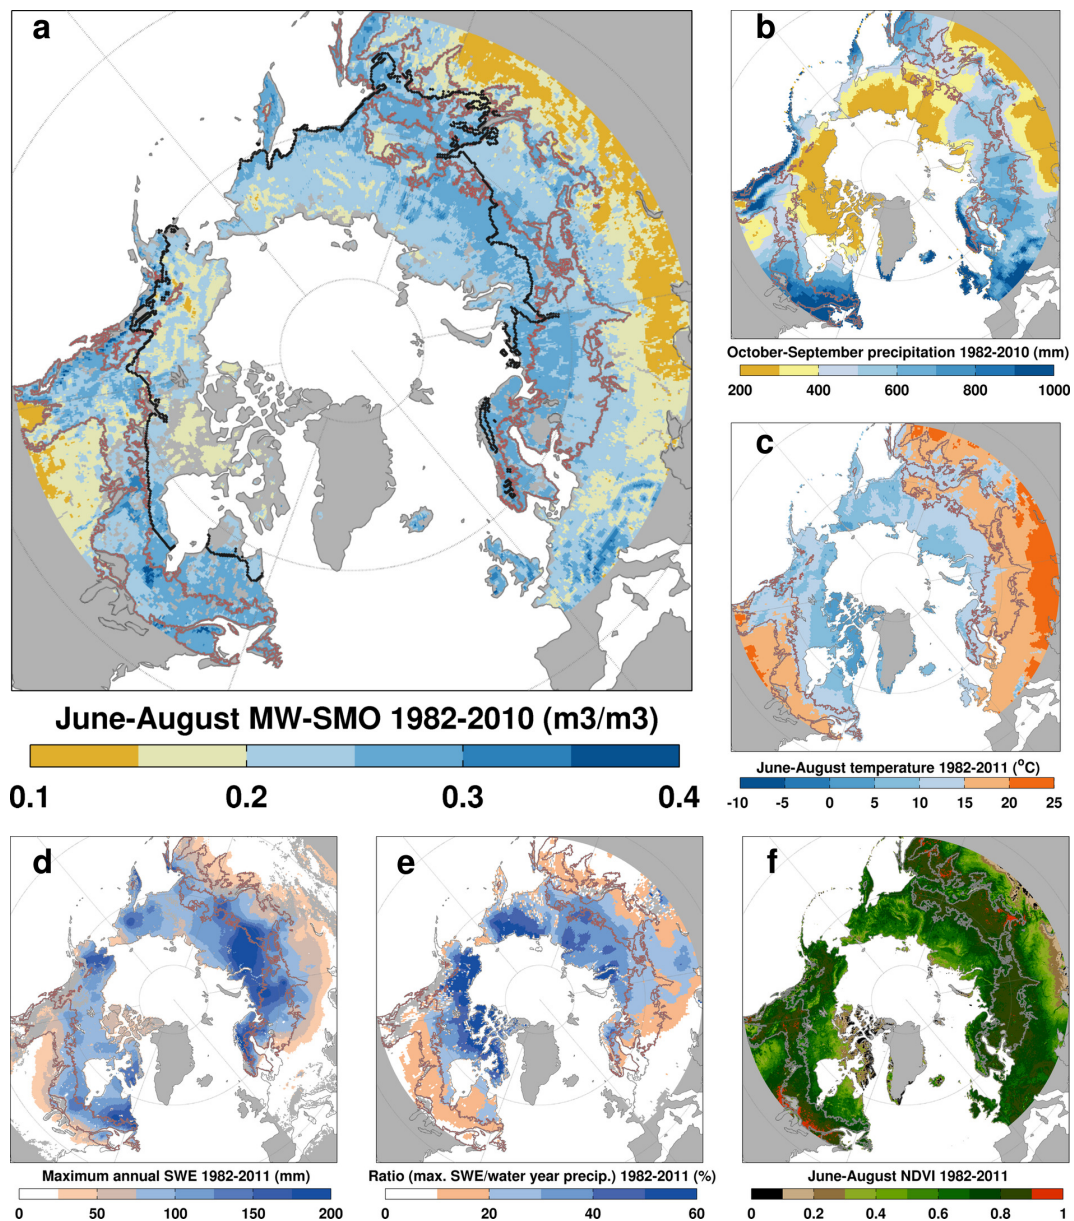 a
June-August MW-SMO 1982-2010 (m3/m3)
0.1 0.2 0.3 0.4
b
October-September precipitation 1982-2010 (mm)
200 400 600 800 1000
c
June-August temperature 1982-2011 (oC)
-10 -5 0 5 10 15 20 25
d
Maximum annual SWE 1982-2011 (mm)
0 50 100 150 200
e
Ratio (max. SWE/water year precip.) 1982-2011 (%)
0 20 40 60
f
June-August NDVI 1982-2011
0 0.2 0.4 0.6 0.8 1